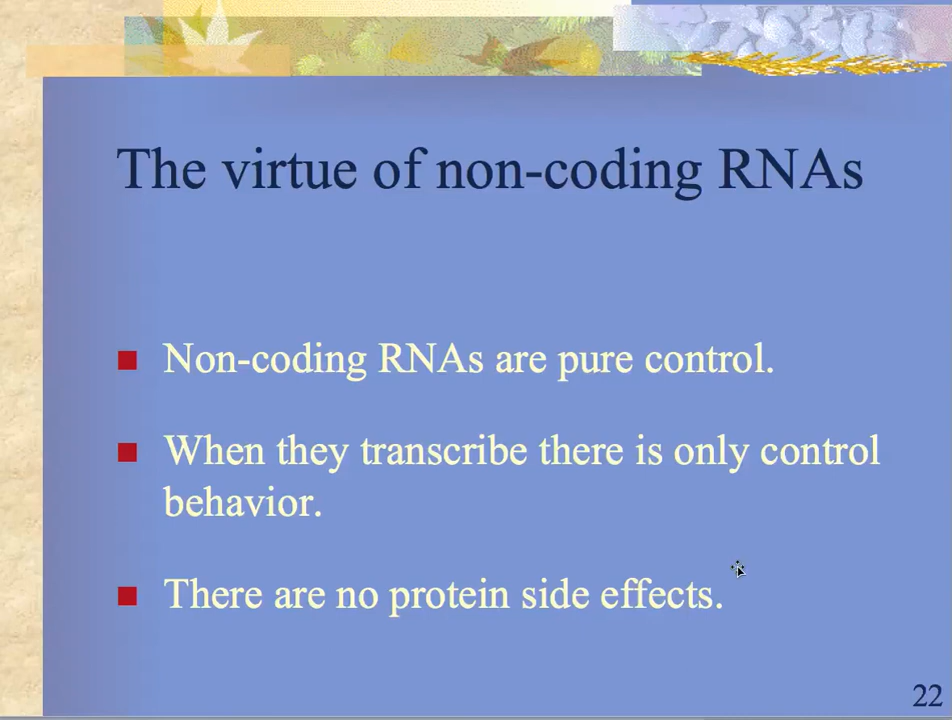 The virtue of non-coding RNAs
Non-coding RNAs are pure control.
When they transcribe there is only control
behavior.
There are no protein side effects.
22